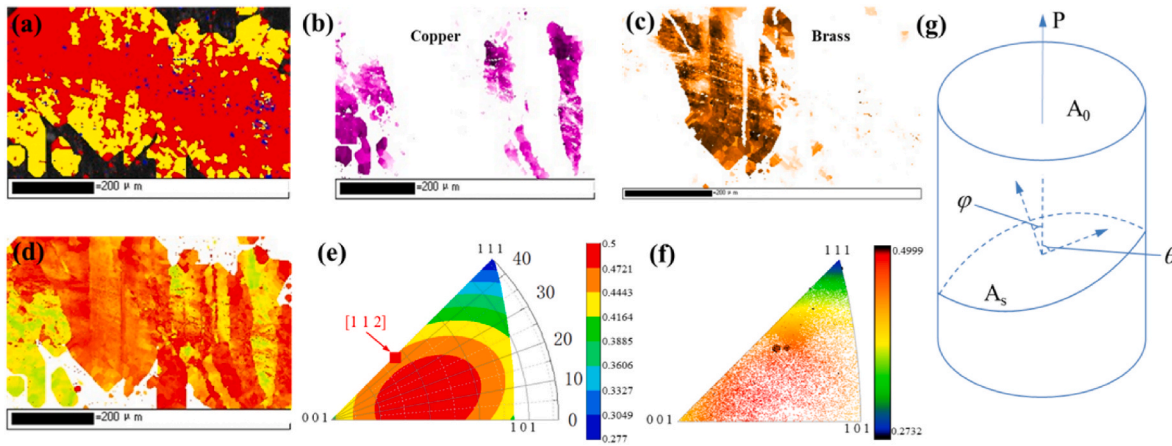 (a)
(b)
Copper
(c)
Brass
(g)
P
A0
φ
θ
As
=200 μ m
=200 μ m
=200 μ m
(d)
=200 μ m
(e)
1 1 1
40
30
20
10
0
[1 1 2]
0 0 1
1 0 1
0.5
0.4721
0.4443
0.4164
0.3885
0.3606
0.3327
0.3049
0.277
(f)
1 1 1
0 0 1
1 0 1
0.4999
0.2732